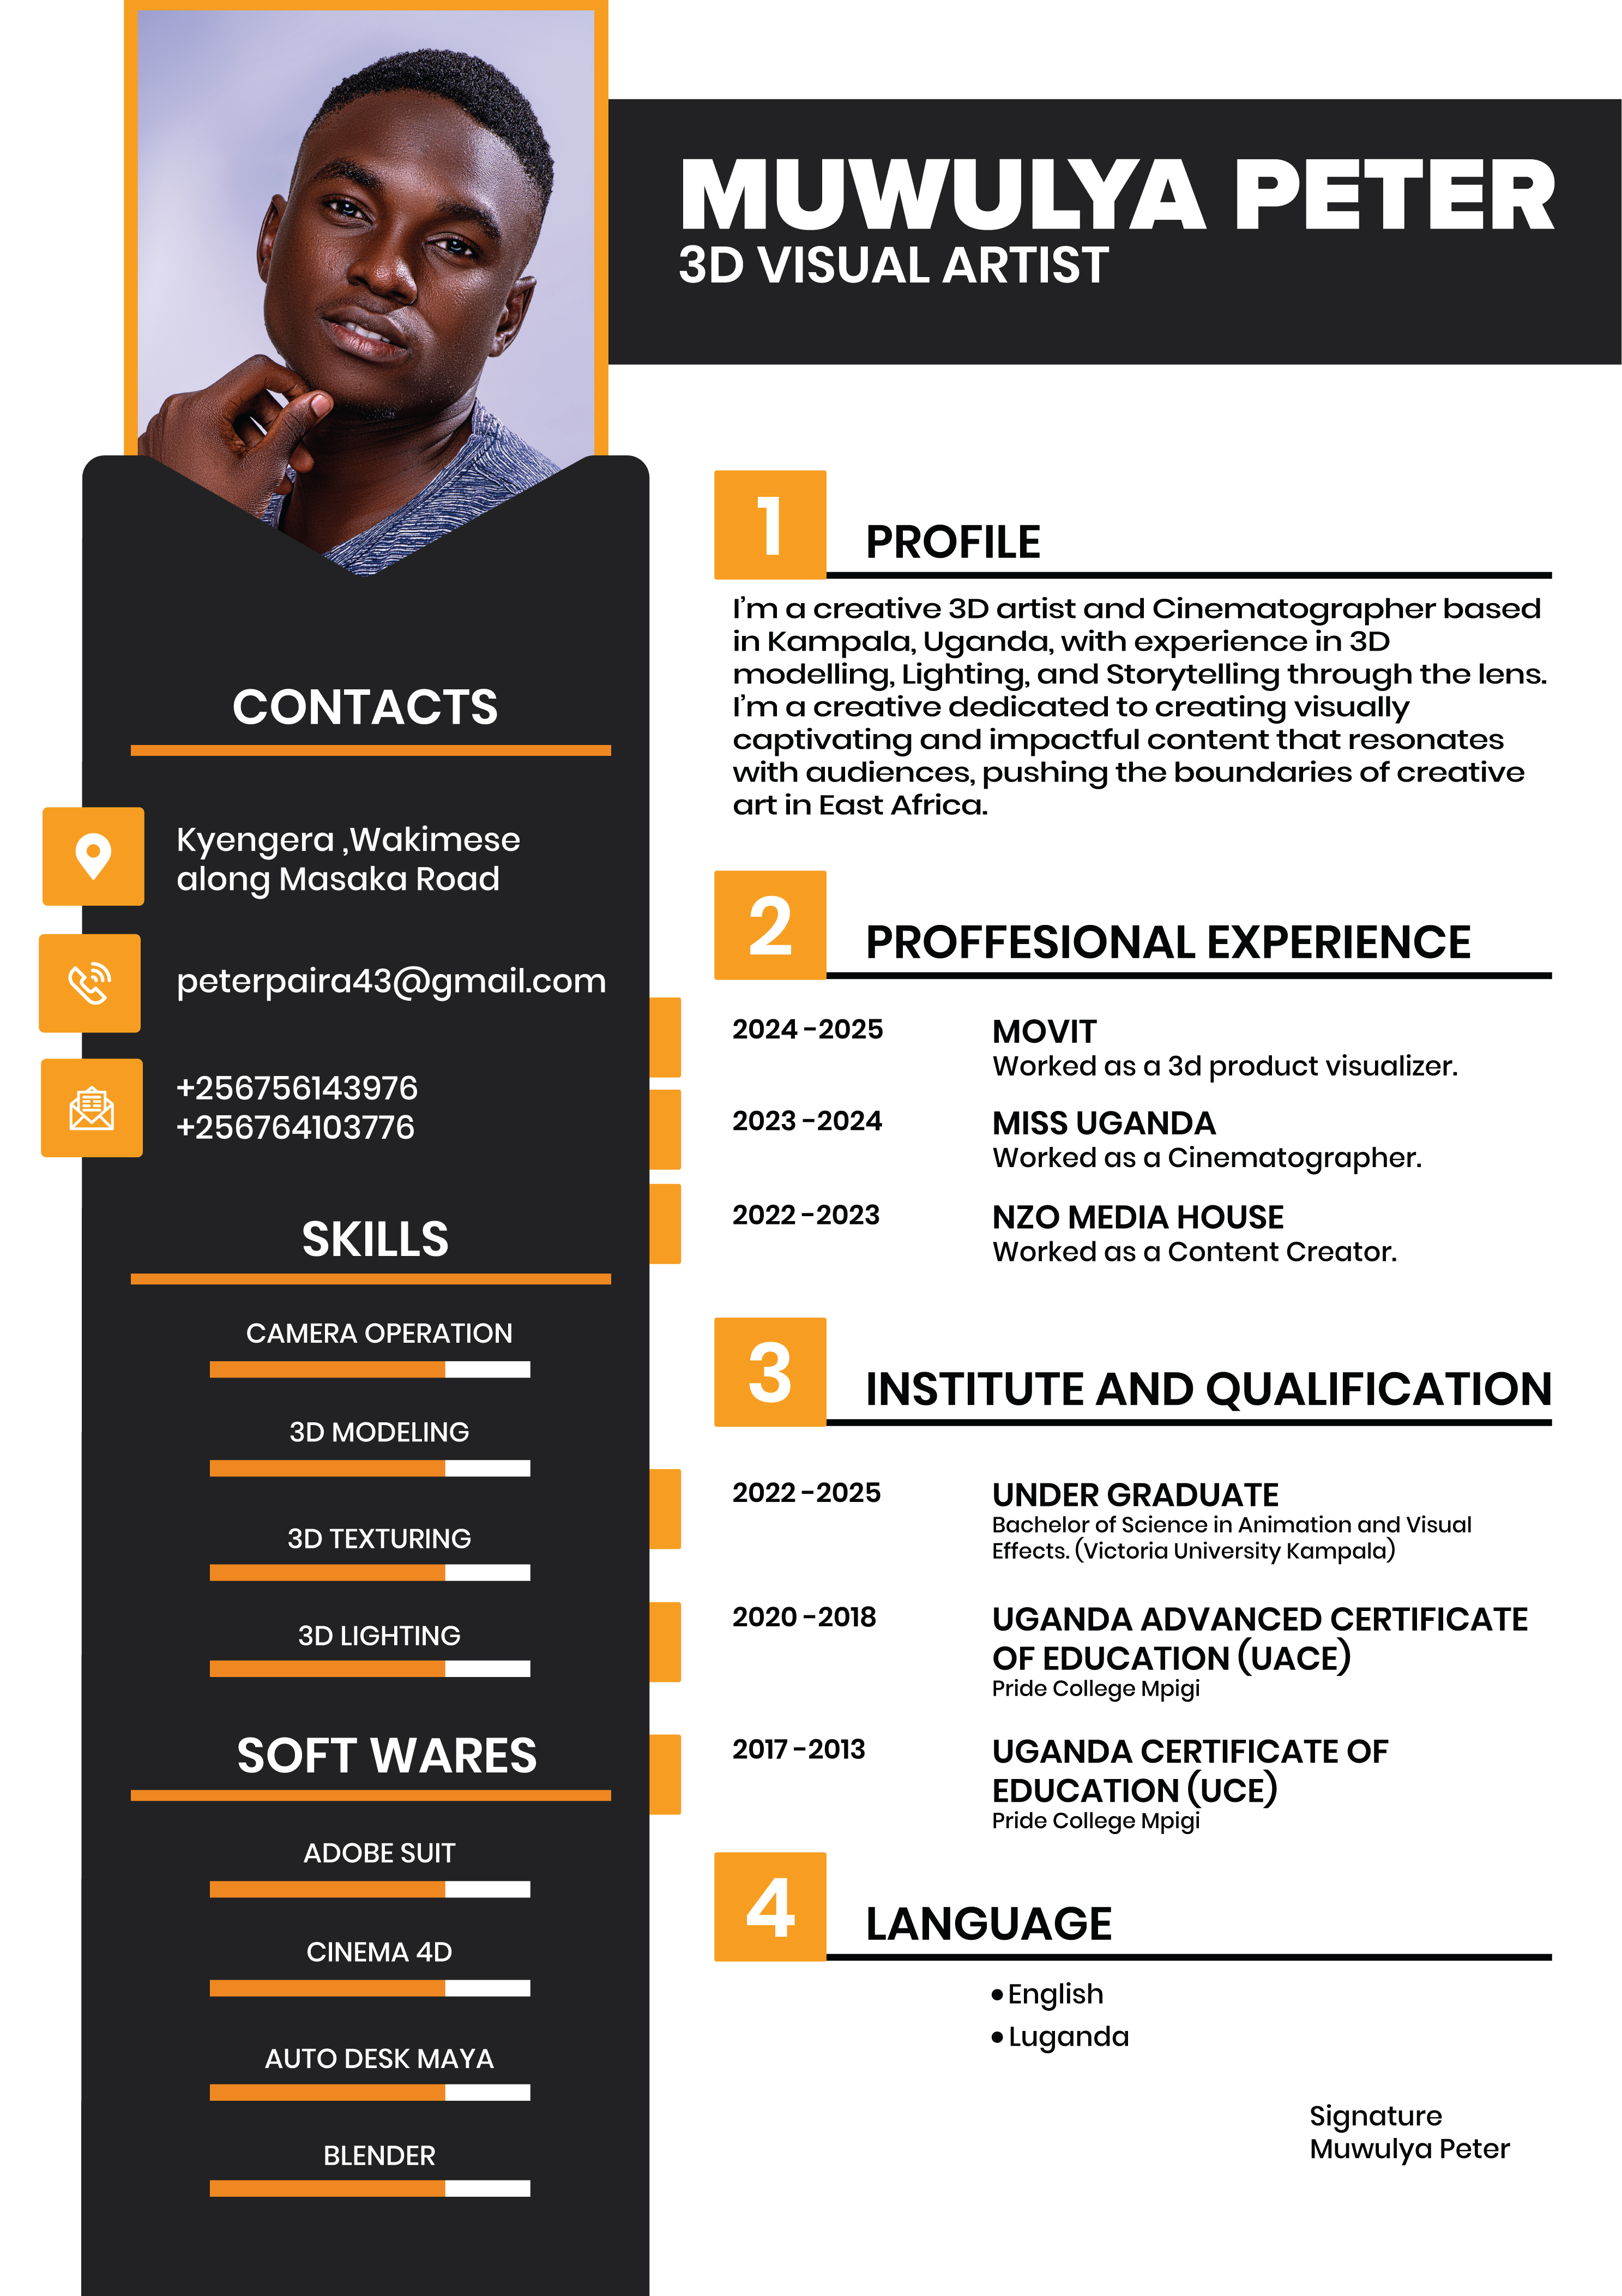 MUWULYA PETER
3D VISUAL ARTIST
CONTACTS
Kyengera ,Wakimese
along Masaka Road
peterpaira43@gmail.com
+256756143976
+256764103776
SKILLS
CAMERA OPERATION
3D MODELING
3D TEXTURING
3D LIGHTING
SOFT WARES
ADOBE SUIT
CINEMA 4D
AUTO DESK MAYA
BLENDER
1
PROFILE
I'm a creative 3D artist and Cinematographer based
in Kampala, Uganda, with experience in 3D
modelling, Lighting, and Storytelling through the lens.
I'm a creative dedicated to creating visually
captivating and impactful content that resonates
with audiences, pushing the boundaries of creative
art in East Africa.
2
PROFFESIONAL EXPERIENCE
2024 -2025
MOVIT
Worked as a 3d product visualizer.
2023 -2024
MISS UGANDA
Worked as a Cinematographer.
2022 -2023
NZO MEDIA HOUSE
Worked as a Content Creator.
3
INSTITUTE AND QUALIFICATION
2022 -2025
UNDER GRADUATE
Bachelor of Science in Animation and Visual
Effects. (Victoria University Kampala)
2020 -2018
UGANDA ADVANCED CERTIFICATE
OF EDUCATION (UACE)
Pride College Mpigi
2017 -2013
UGANDA CERTIFICATE OF
EDUCATION (UCE)
Pride College Mpigi
4
LANGUAGE
• English
• Luganda
Signature
Muwulya Peter